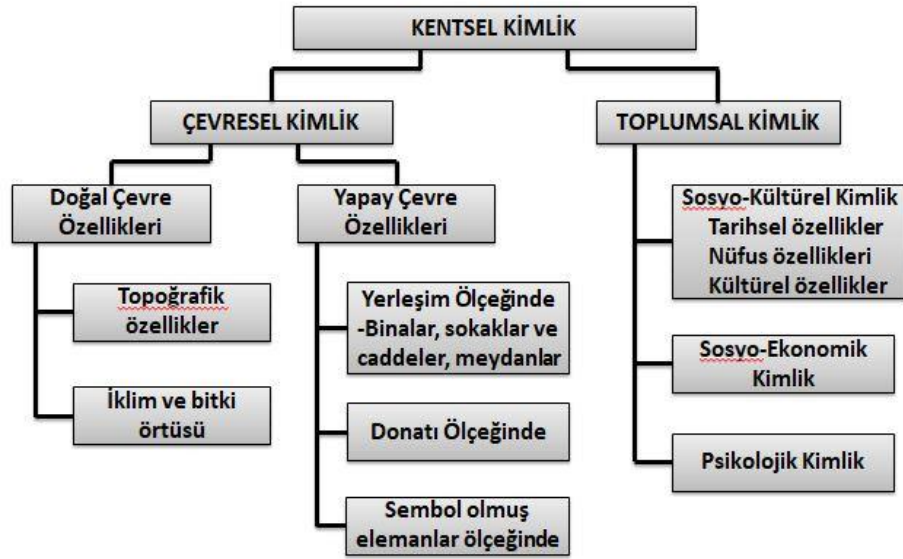 KENTSEL KİMLİK
ÇEVRESEL KİMLİK
TOPLUMSAL KİMLİK
Doğal Çevre
Özellikleri
Topoğrafik
özellikler
İklim ve bitki
örtüsü
Yapay Çevre
Özellikleri
Yerleşim Ölçeğinde
-Binalar, sokaklar ve
caddeler, meydanlar
Donatı Ölçeğinde
Sembol olmuş
elemanlar ölçeğinde
Sosyo-Kültürel Kimlik
Tarihsel özellikler
Nüfus özellikleri
Kültürel özellikler
Sosyo-Ekonomik
Kimlik
Psikolojik Kimlik